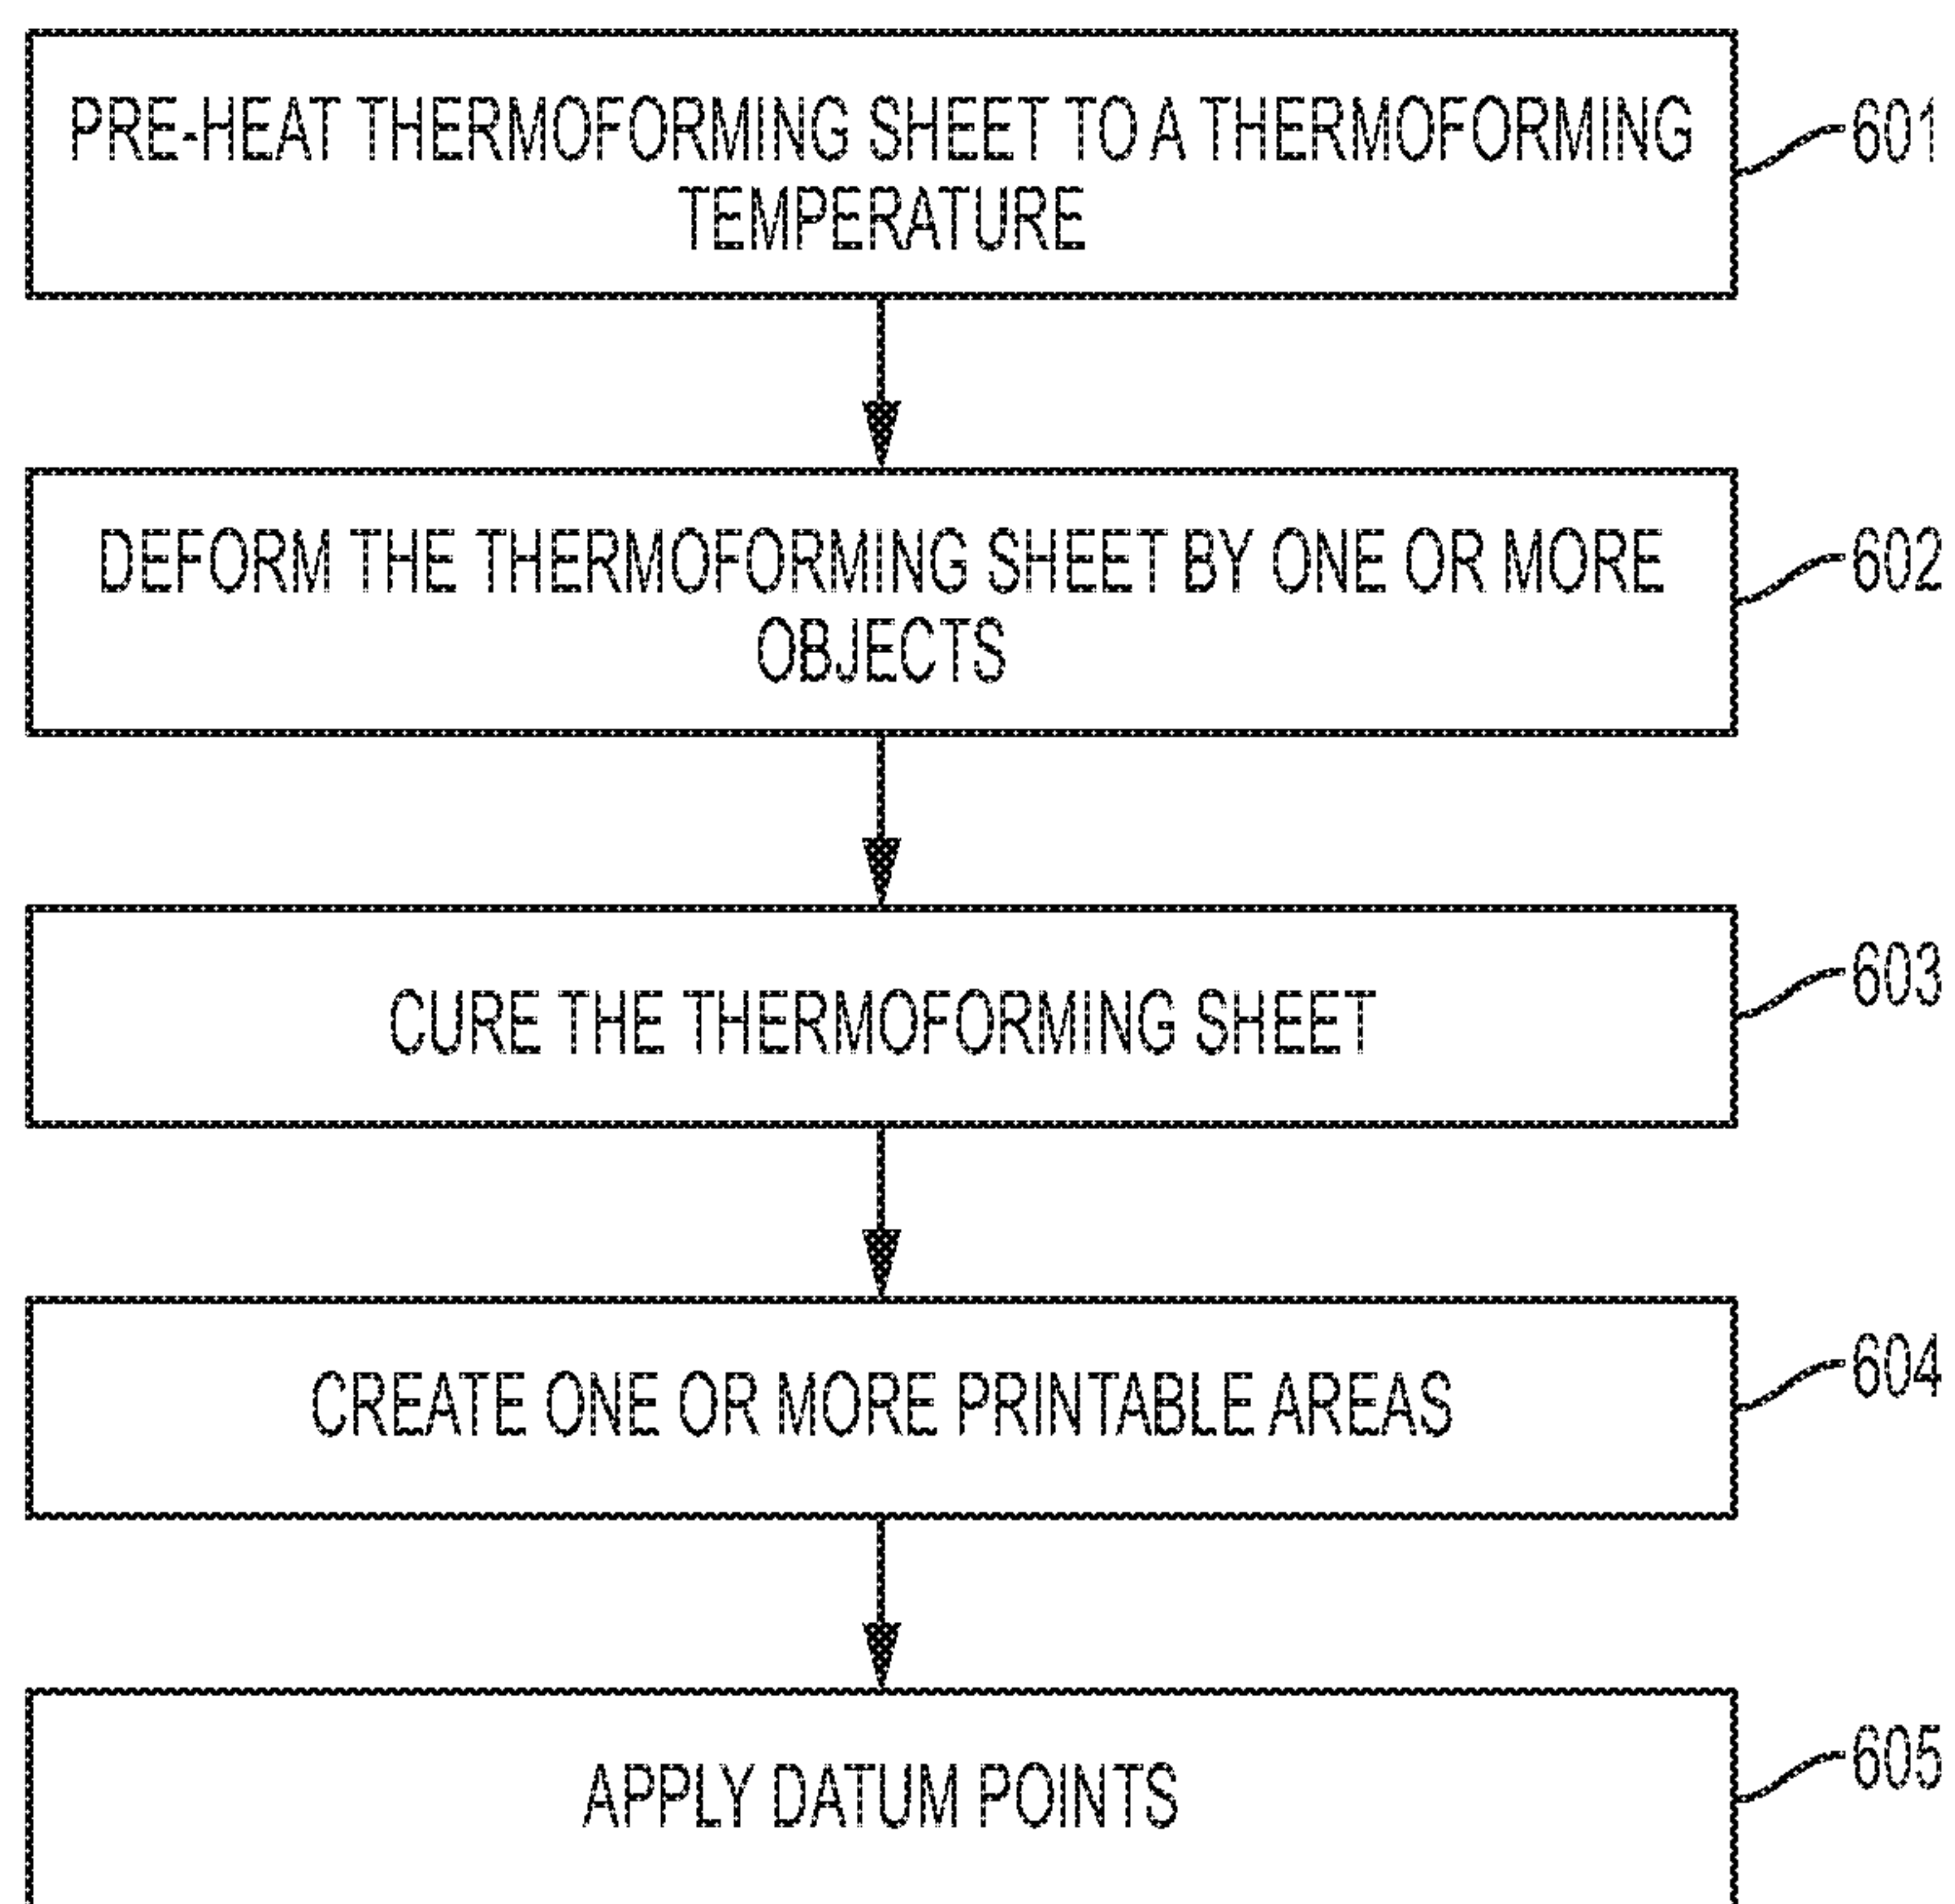 PRE-HEAT THERMOFORMING SHEET TO A THERMOFORMING
TEMPERATURE
601
DEFORM THE THERMOFORMING SHEET BY ONE OR MORE
OBJECTS
602
CURE THE THERMOFORMING SHEET
603
CREATE ONE OR MORE PRINTABLE AREAS
604
APPLY DATUM POINTS
605